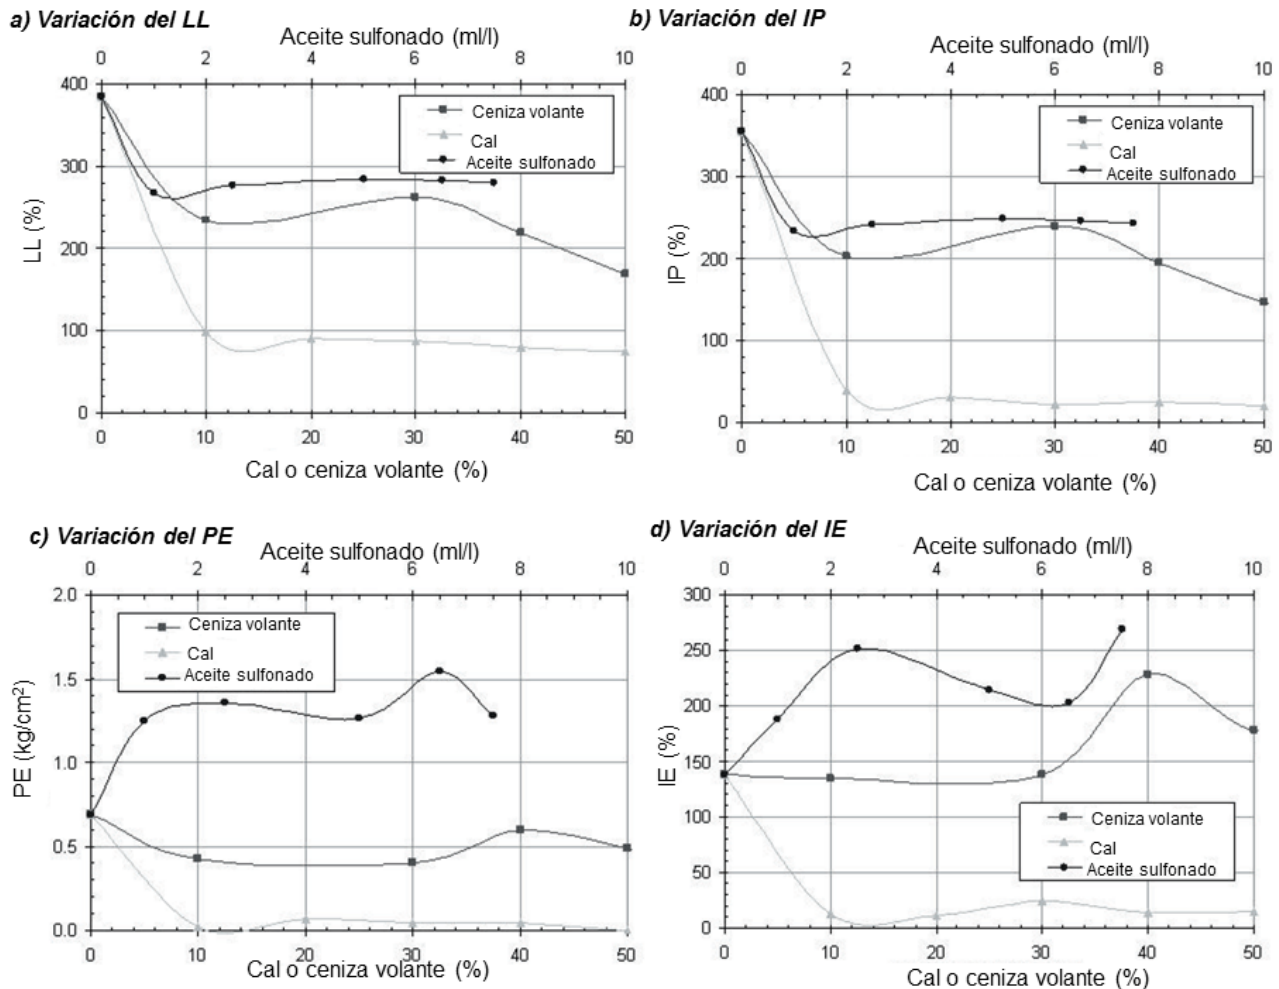 a) Variación del LL
Aceite sulfonado (ml/l)
0 2 4 6 8 10
400
300
200
100
0
LL (%)
Ceniza volante
Cal
Aceite sulfonado
0 10 20 30 40 50
Cal o ceniza volante (%)
b) Variación del IP
Aceite sulfonado (ml/l)
0 2 4 6 8 10
400
300
200
100
0
IP (%)
Ceniza volante
Cal
Aceite sulfonado
0 10 20 30 40 50
Cal o ceniza volante (%)
c) Variación del PE
Aceite sulfonado (ml/l)
0 2 4 6 8 10
2.0
1.5
1.0
0.5
0.0
PE (kg/cm²)
Ceniza volante
Cal
Aceite sulfonado
0 10 20 30 40 50
Cal o ceniza volante (%)
d) Variación del IE
Aceite sulfonado (ml/l)
0 2 4 6 8 10
300
250
200
150
100
50
0
IE (%)
Ceniza volante
Cal
Aceite sulfonado
0 10 20 30 40 50
Cal o ceniza volante (%)